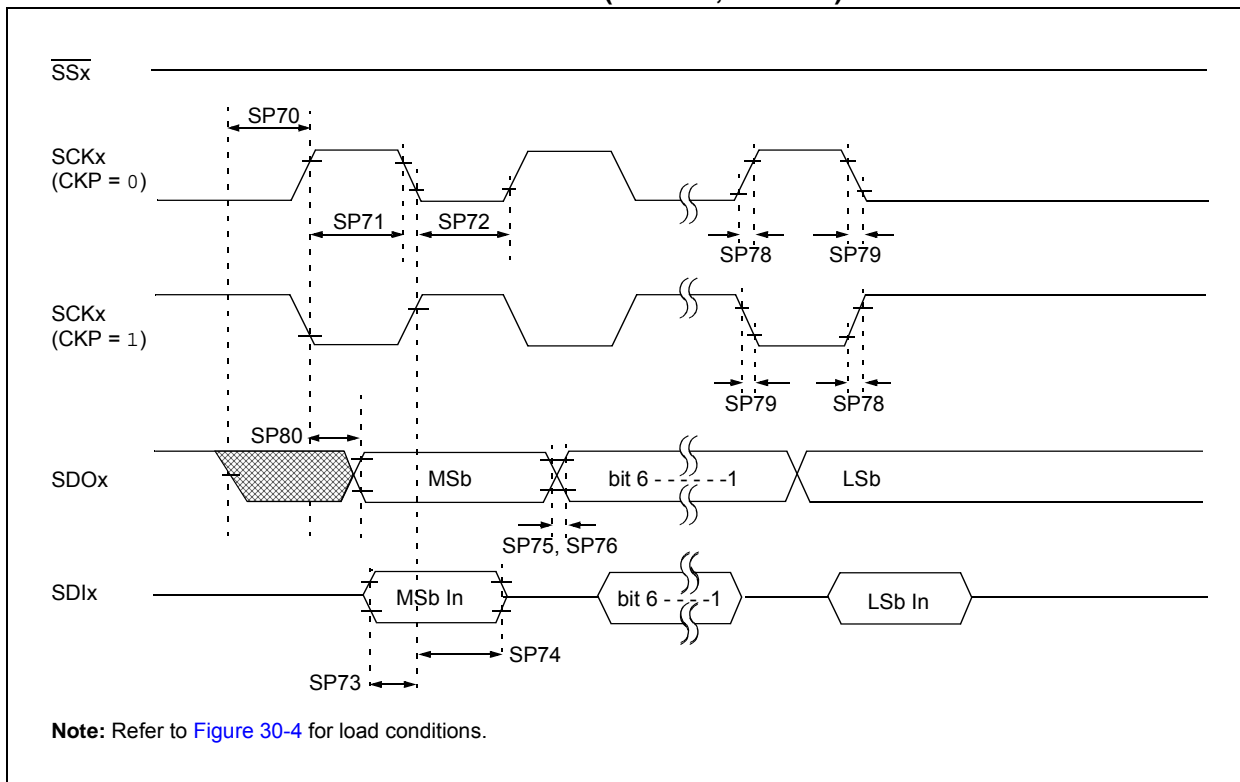 SSx
SP70
SCKx
(CKP = 0)
SP71
SP72
SP78
SP79
SCKx
(CKP = 1)
SP79
SP78
SP80
SDOx
MSb
bit 6 - - - - - -1
LSb
SP75, SP76
SDIx
MSb In
bit 6 - - - - -1
LSb In
SP74
SP73
Note: Refer to Figure 30-4 for load conditions.